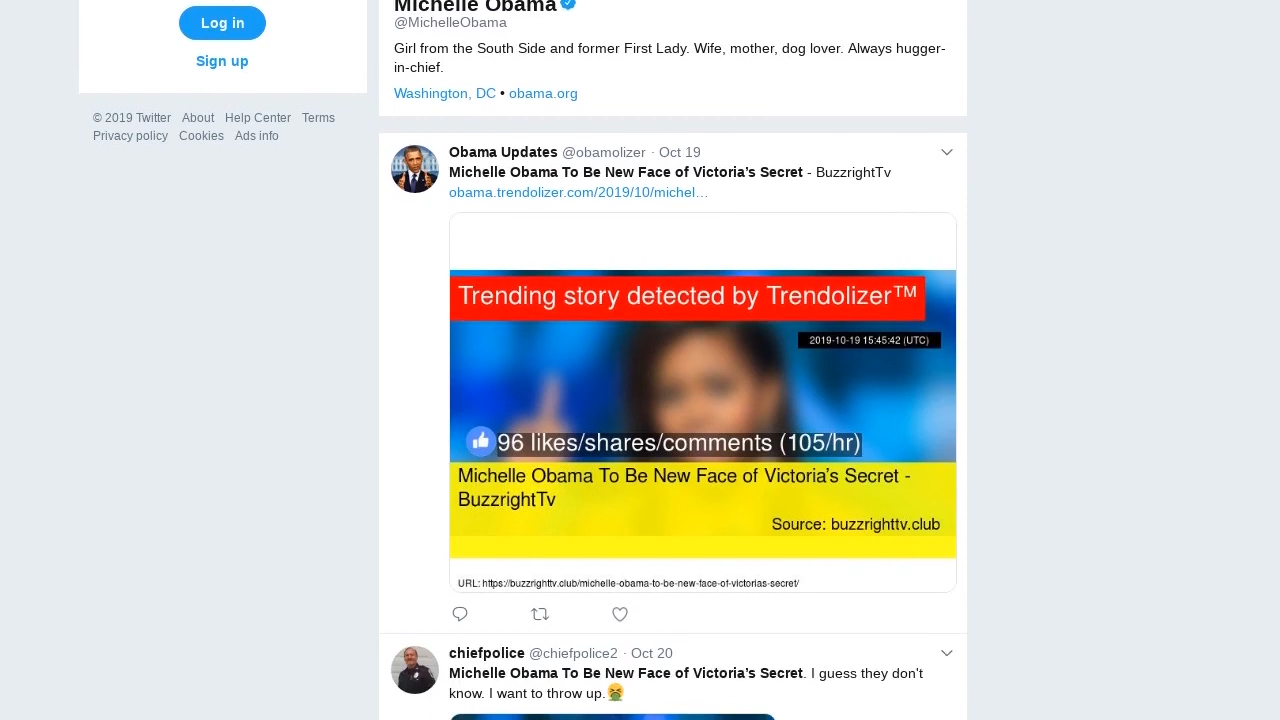 Log in
Sign up
© 2019 Twitter About Help Center Terms
Privacy policy Cookies Ads info
Michelle Obama
@MichelleObama
Girl from the South Side and former First Lady. Wife, mother, dog lover. Always hugger-
in-chief.
Washington, DC • obama.org
Obama Updates @obamolizer · Oct 19
Michelle Obama To Be New Face of Victoria’s Secret - BuzzrightTv
obama.trendolizer.com/2019/10/michel…
Trending story detected by Trendolizer™
2019-10-19 15:45:42 (UTC)
96 likes/shares/comments (105/hr)
Michelle Obama To Be New Face of Victoria’s Secret -
BuzzrightTv
Source: buzzrighttv.club
URL: https://buzzrighttv.club/michelle-obama-to-be-new-face-of-victorias-secret/
chiefpolice @chiefpolice2 · Oct 20
Michelle Obama To Be New Face of Victoria’s Secret. I guess they don't
know. I want to throw up.🤮